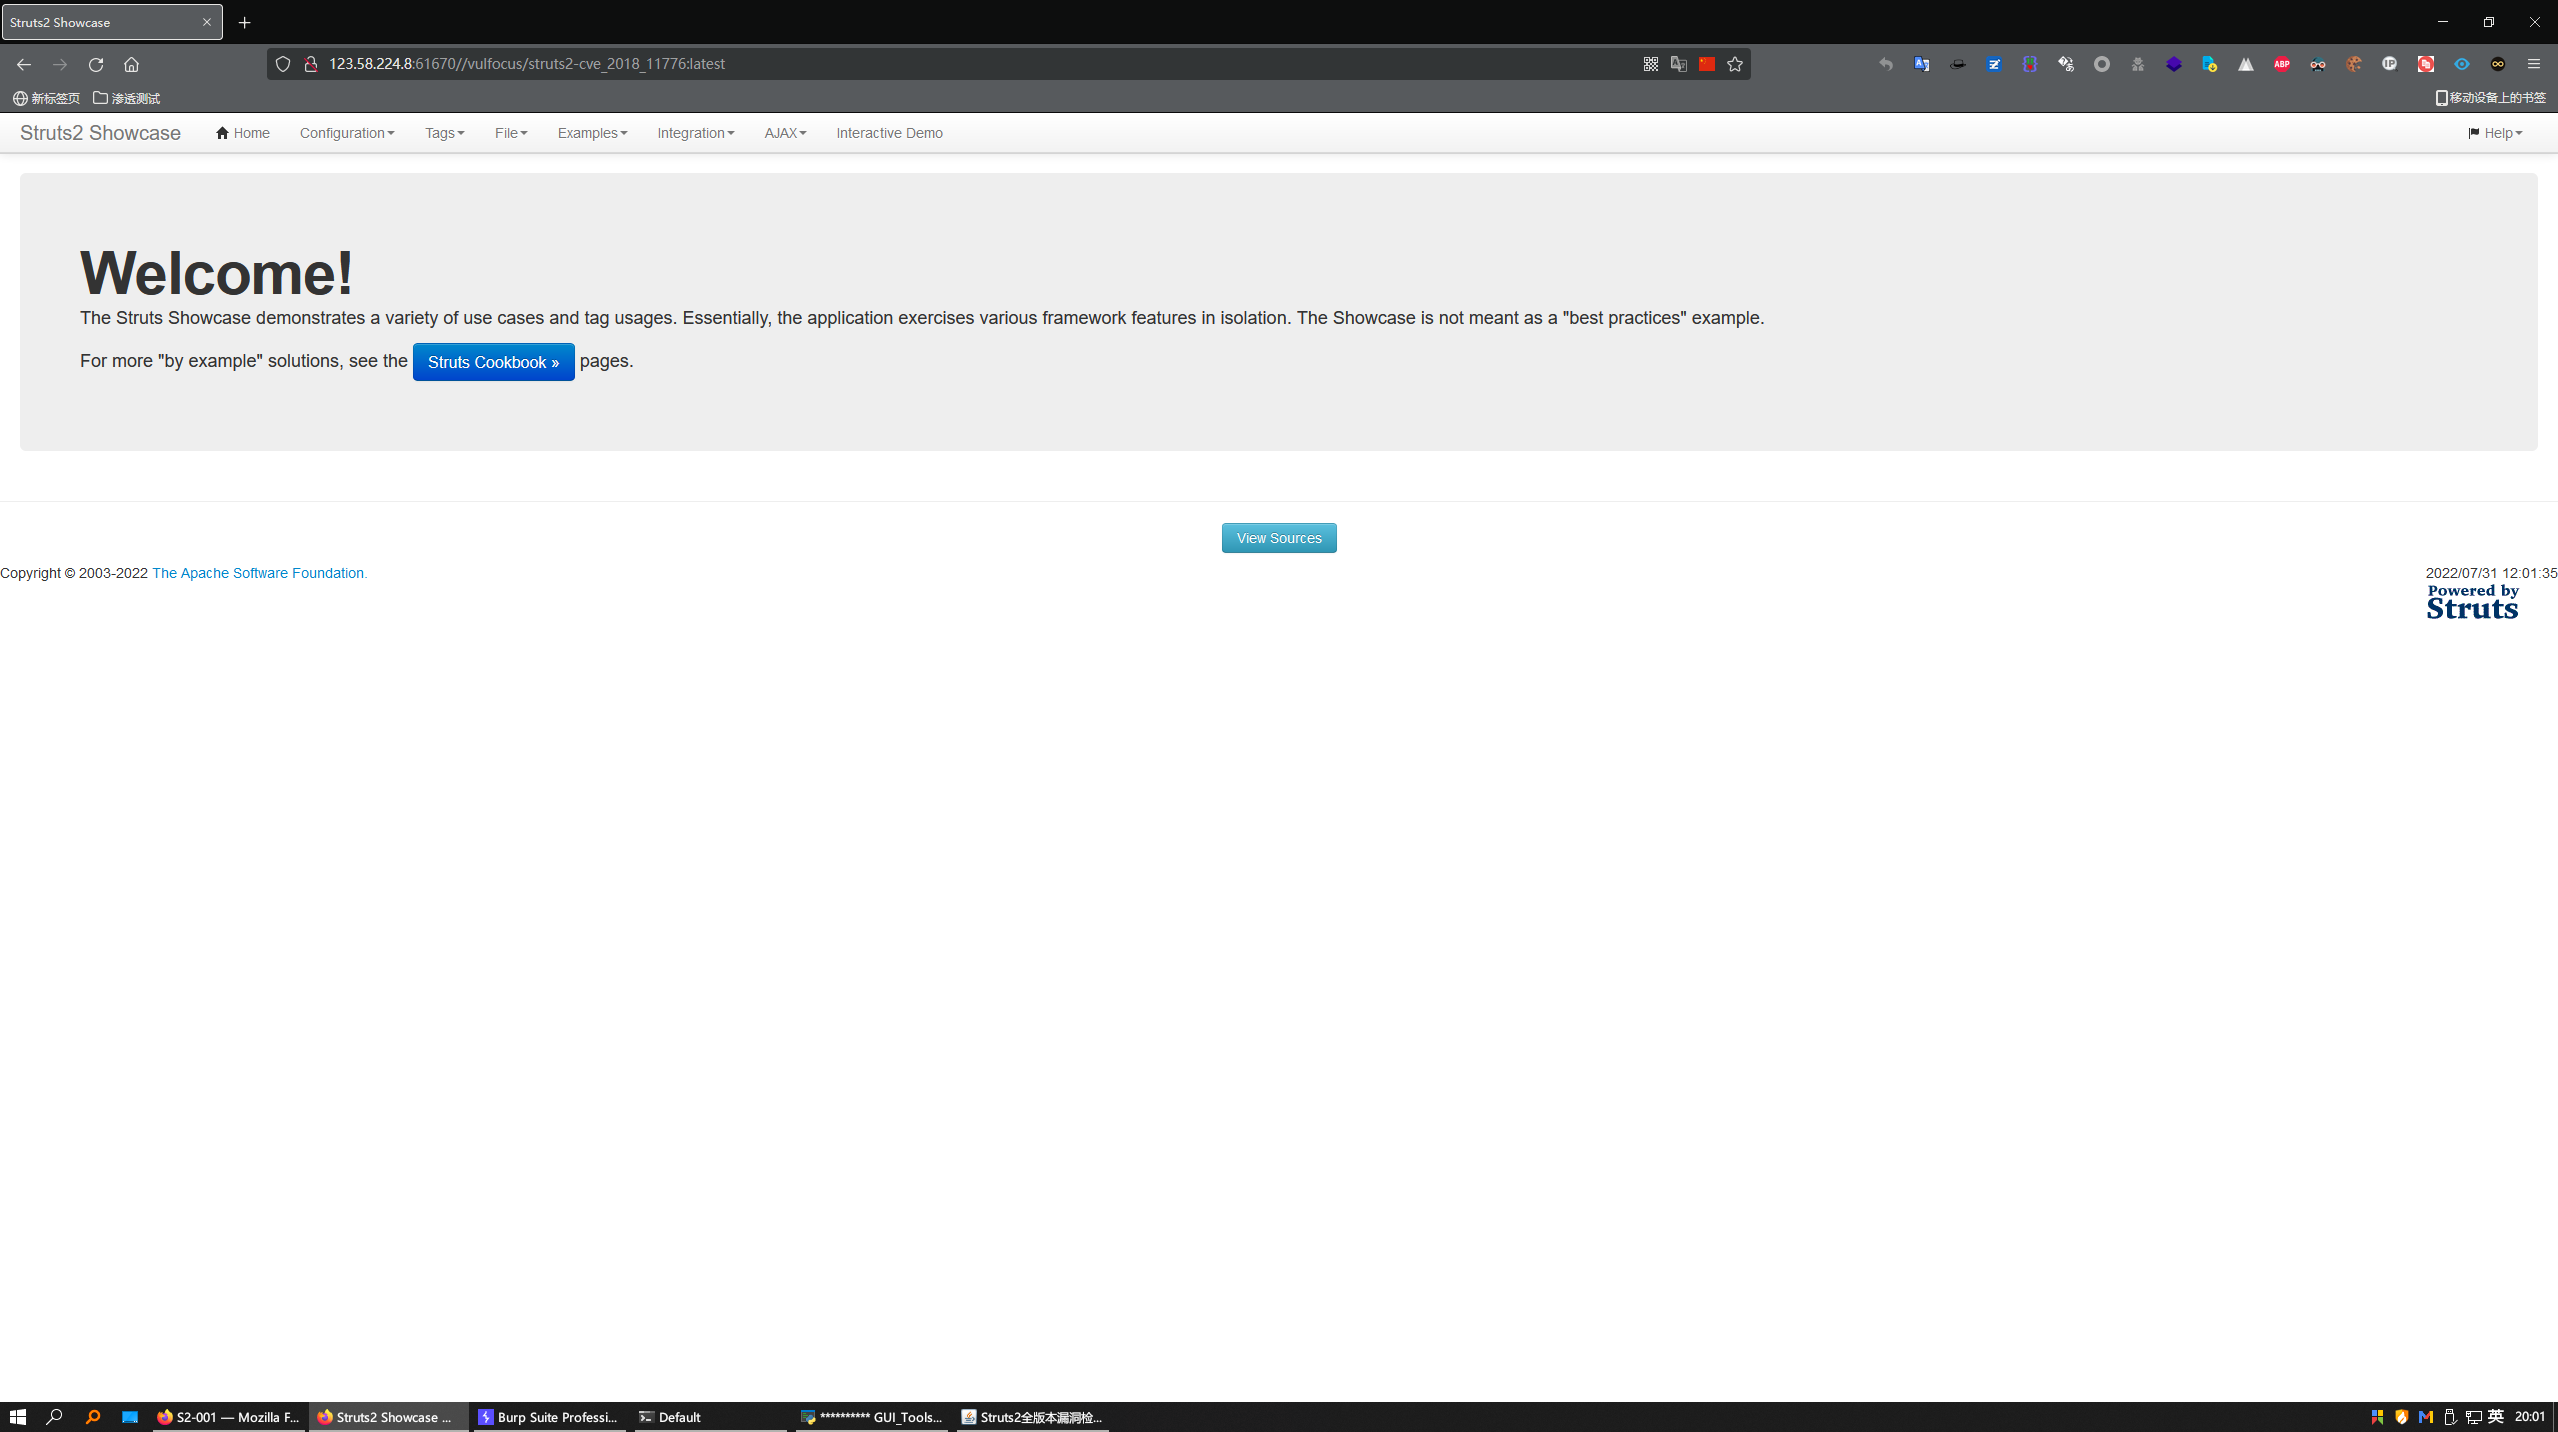 Struts2 Showcase
123.58.224.8:61670//vulfocus/struts2-cve_2018_11776:latest
ABP
IP
新标签页 渗透测试 移动设备上的书签
Struts2 Showcase Home Configuration Tags File Examples Integration AJAX Interactive Demo Help
Welcome!
The Struts Showcase demonstrates a variety of use cases and tag usages. Essentially, the application exercises various framework features in isolation. The Showcase is not meant as a "best practices" example.
For more "by example" solutions, see the Struts Cookbook » pages.
View Sources
Copyright © 2003-2022 The Apache Software Foundation.
2022/07/31 12:01:35
Powered by
Struts
S2-001 — Mozilla F... Struts2 Showcase ... Burp Suite Professi... Default ********** GUI_Tools... Struts2全版本漏洞检... 英 20:01